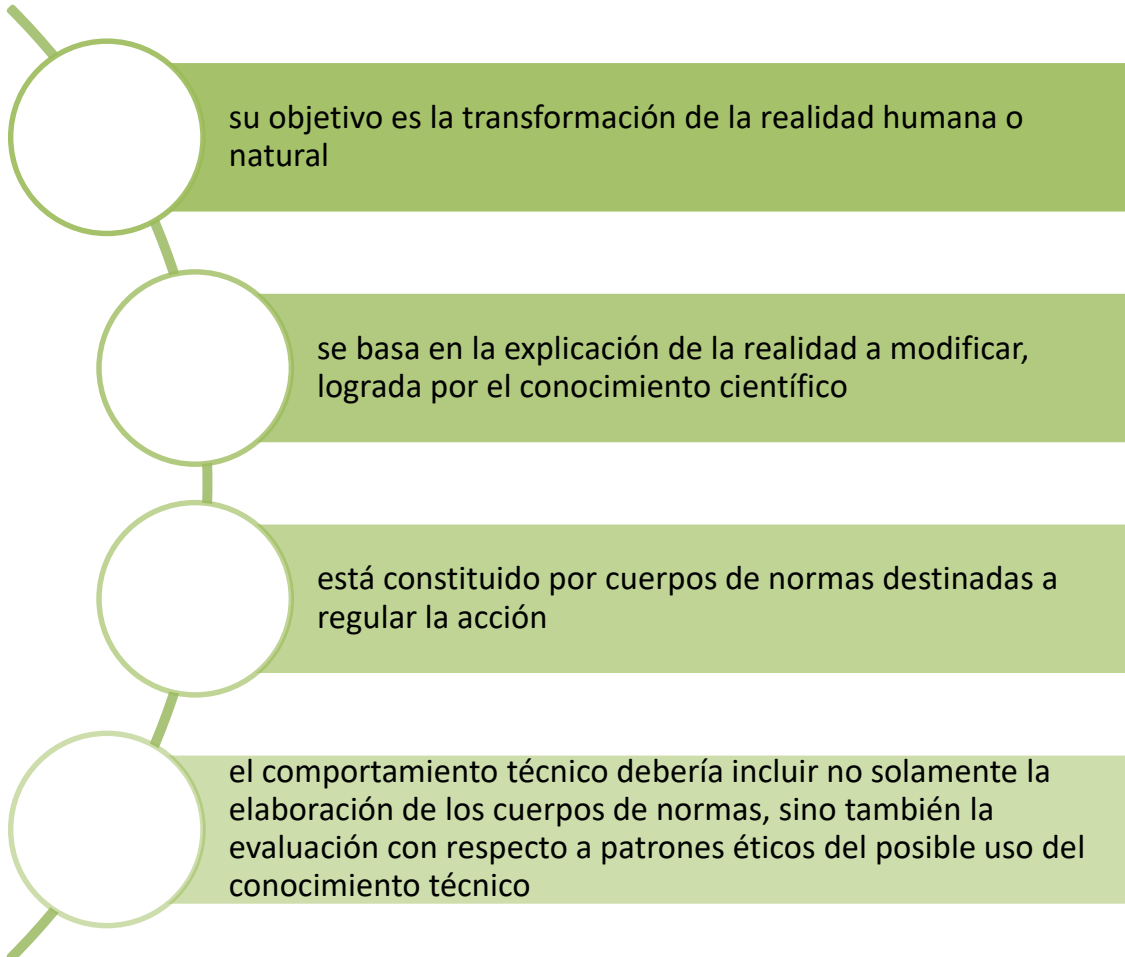 su objetivo es la transformación de la realidad humana o
natural
se basa en la explicación de la realidad a modificar,
lograda por el conocimiento científico
está constituido por cuerpos de normas destinadas a
regular la acción
el comportamiento técnico debería incluir no solamente la
elaboración de los cuerpos de normas, sino también la
evaluación con respecto a patrones éticos del posible uso del
conocimiento técnico